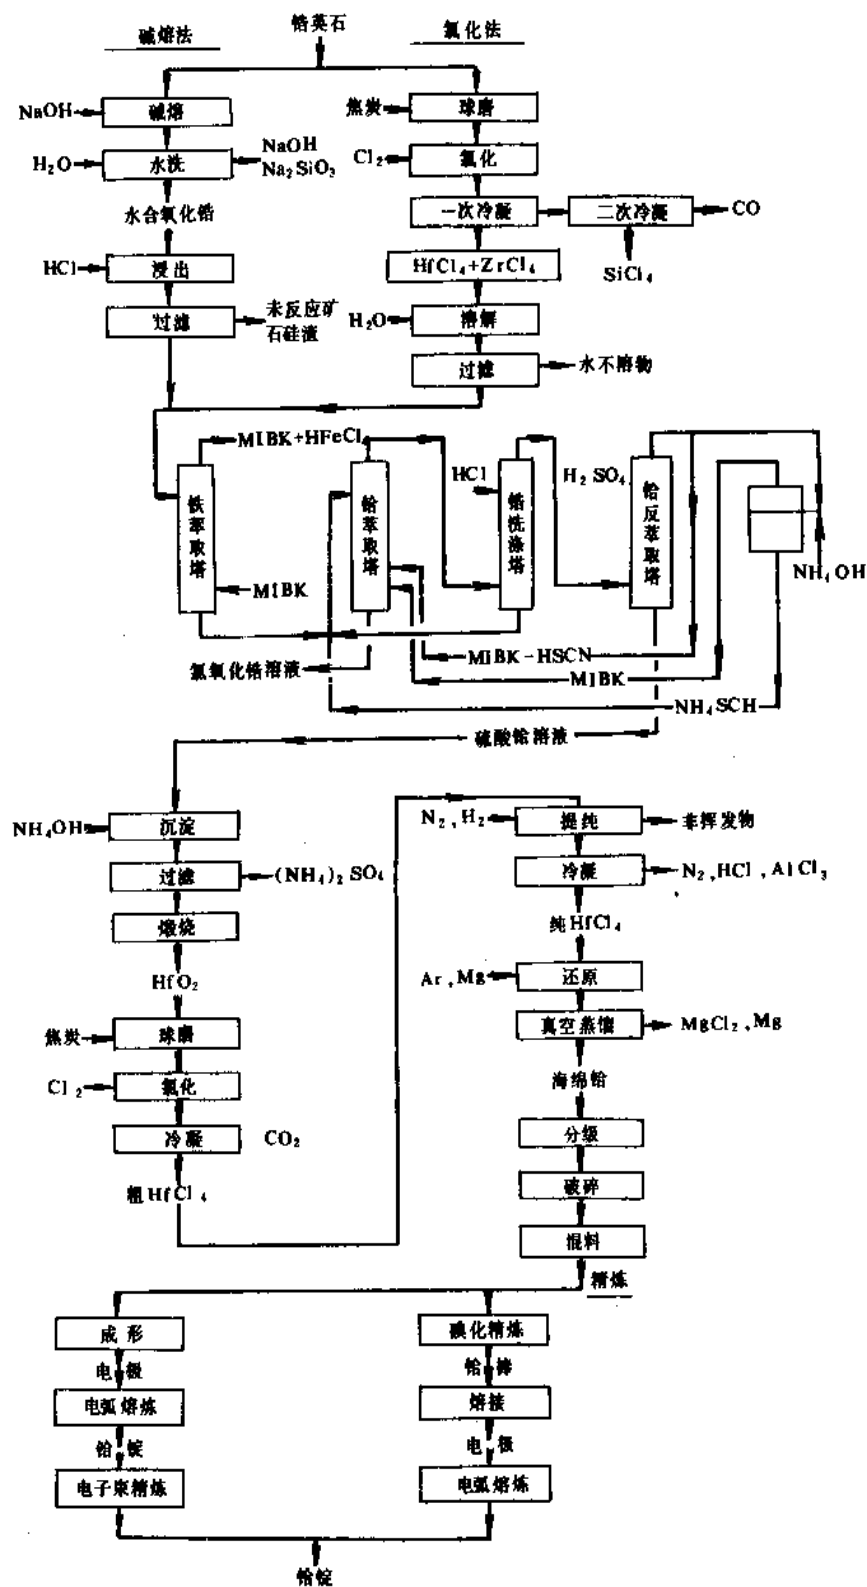 锆英石
碱熔法
氯化法
NaOH
碱熔
H₂O
水洗
NaOH
Na₂SiO₃
水合氧化锆
HCl
浸出
过滤
未反应矿
石硅渣
焦炭
球磨
Cl₂
氯化
一次冷凝
二次冷凝
CO
SiCl₄
HfCl₄+ZrCl₄
H₂O
溶解
过滤
水不溶物
MIBK+HFeCl₄
铁萃取塔
MIBK
铪萃取塔
HCl
锆洗涤塔
H₂SO₄
铪反萃取塔
NH₄OH
氯氧化锆溶液
MIBK-HSCN
MIBK
NH₄SCH
硫酸铪溶液
NH₄OH
沉淀
过滤
(NH₄)₂SO₄
煅烧
HfO₂
焦炭
球磨
Cl₂
氯化
冷凝
CO₂
粗HfCl₄
N₂,H₂
提纯
非挥发物
冷凝
N₂,HCl,AlCl₃
纯HfCl₄
Ar,Mg
还原
真空蒸馏
MgCl₂,Mg
海绵铪
分级
破碎
混料
精炼
成形
电极
电弧熔炼
铪锭
电子束精炼
碘化精炼
铪棒
熔接
电极
电弧熔炼
铪锭